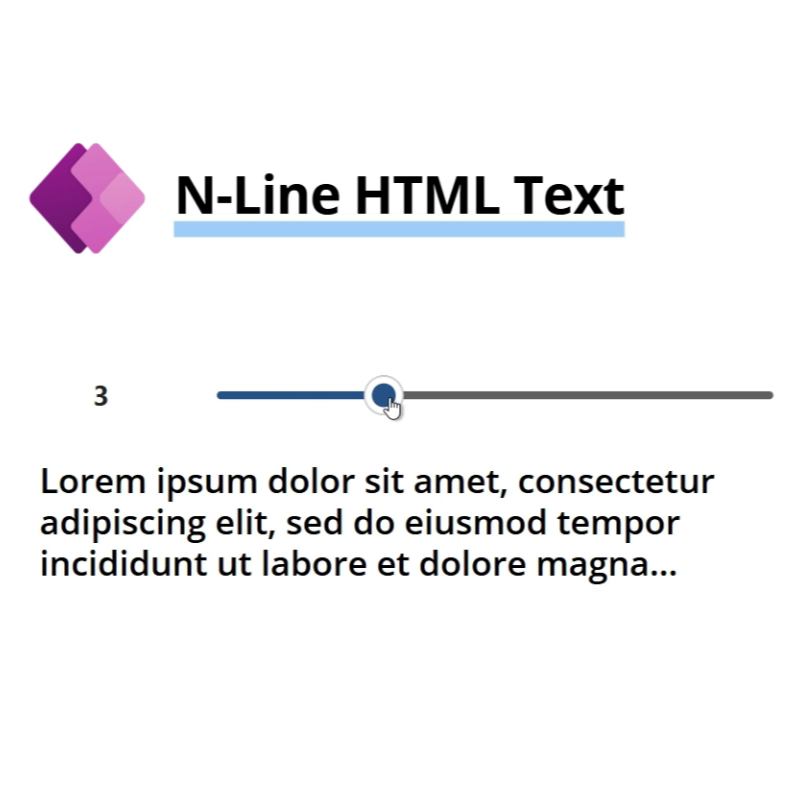 N-Line HTML Text
3
Lorem ipsum dolor sit amet, consectetur
adipiscing elit, sed do eiusmod tempor
incididunt ut labore et dolore magna...